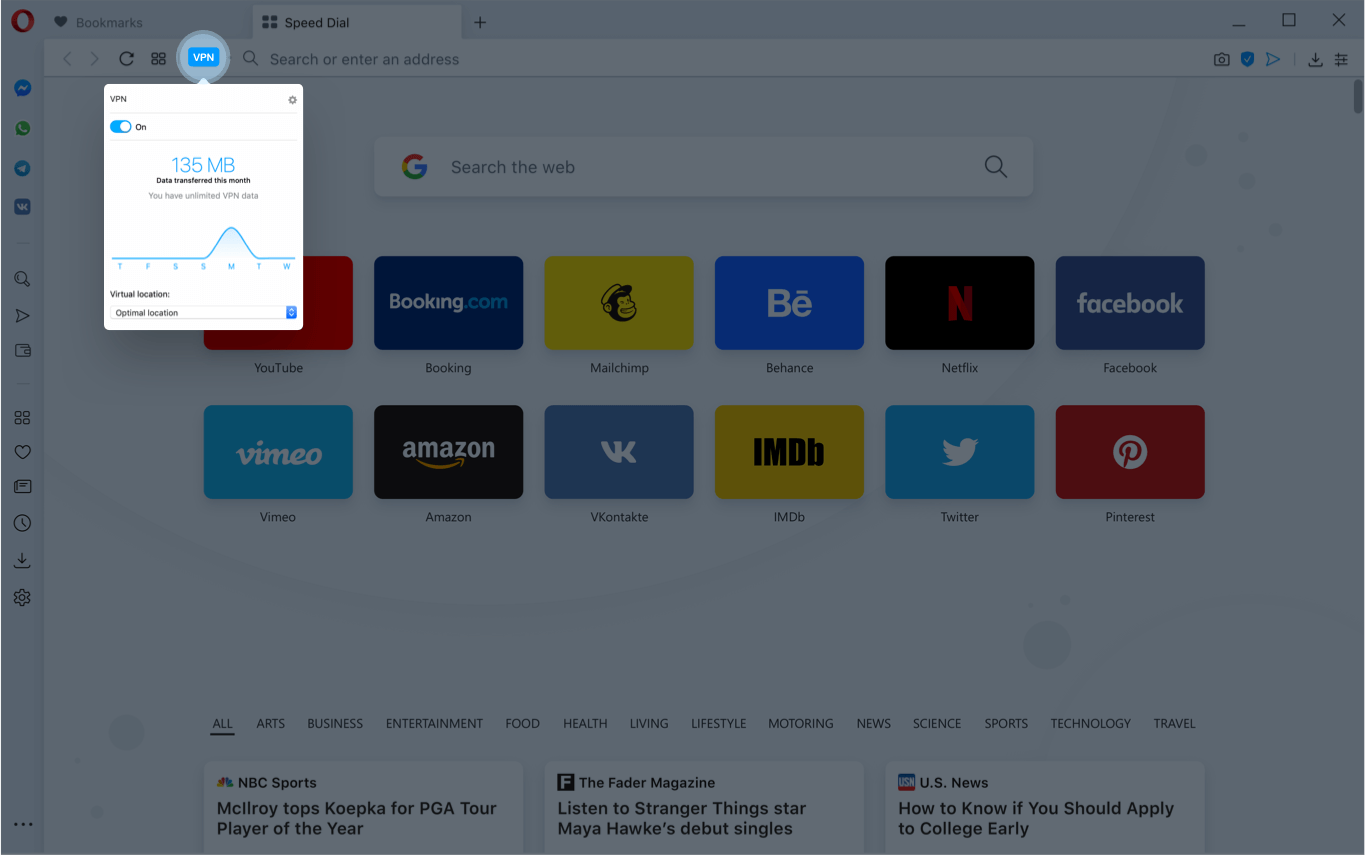 Bookmarks
Speed Dial
VPN
Search or enter an address
VPN
On
135 MB
Data transferred this month
You have unlimited VPN data
T F S S M T W
Virtual location:
Optimal location
Search the web
Booking.com
Bē
N
facebook
YouTube
Booking
Mailchimp
Behance
Netflix
Facebook
vimeo
amazon
VK
IMDb
Vimeo
Amazon
VKontakte
IMDb
Twitter
Pinterest
ALL ARTS BUSINESS ENTERTAINMENT FOOD HEALTH LIVING LIFESTYLE MOTORING NEWS SCIENCE SPORTS TECHNOLOGY TRAVEL
NBC Sports
McIlroy tops Koepka for PGA Tour
Player of the Year
F The Fader Magazine
Listen to Stranger Things star
Maya Hawke’s debut singles
USN U.S. News
How to Know if You Should Apply
to College Early